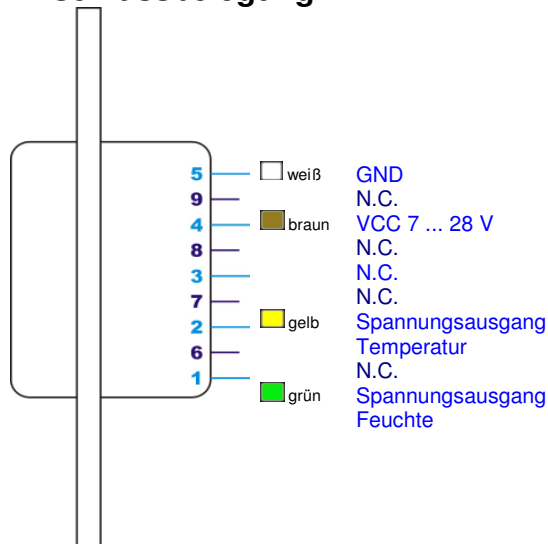 5 weiß GND
9 N.C.
4 braun VCC 7 ... 28 V
8 N.C.
3 N.C.
7 N.C.
2 gelb Spannungsausgang
Temperatur
6 N.C.
1 grün Spannungsausgang
Feuchte